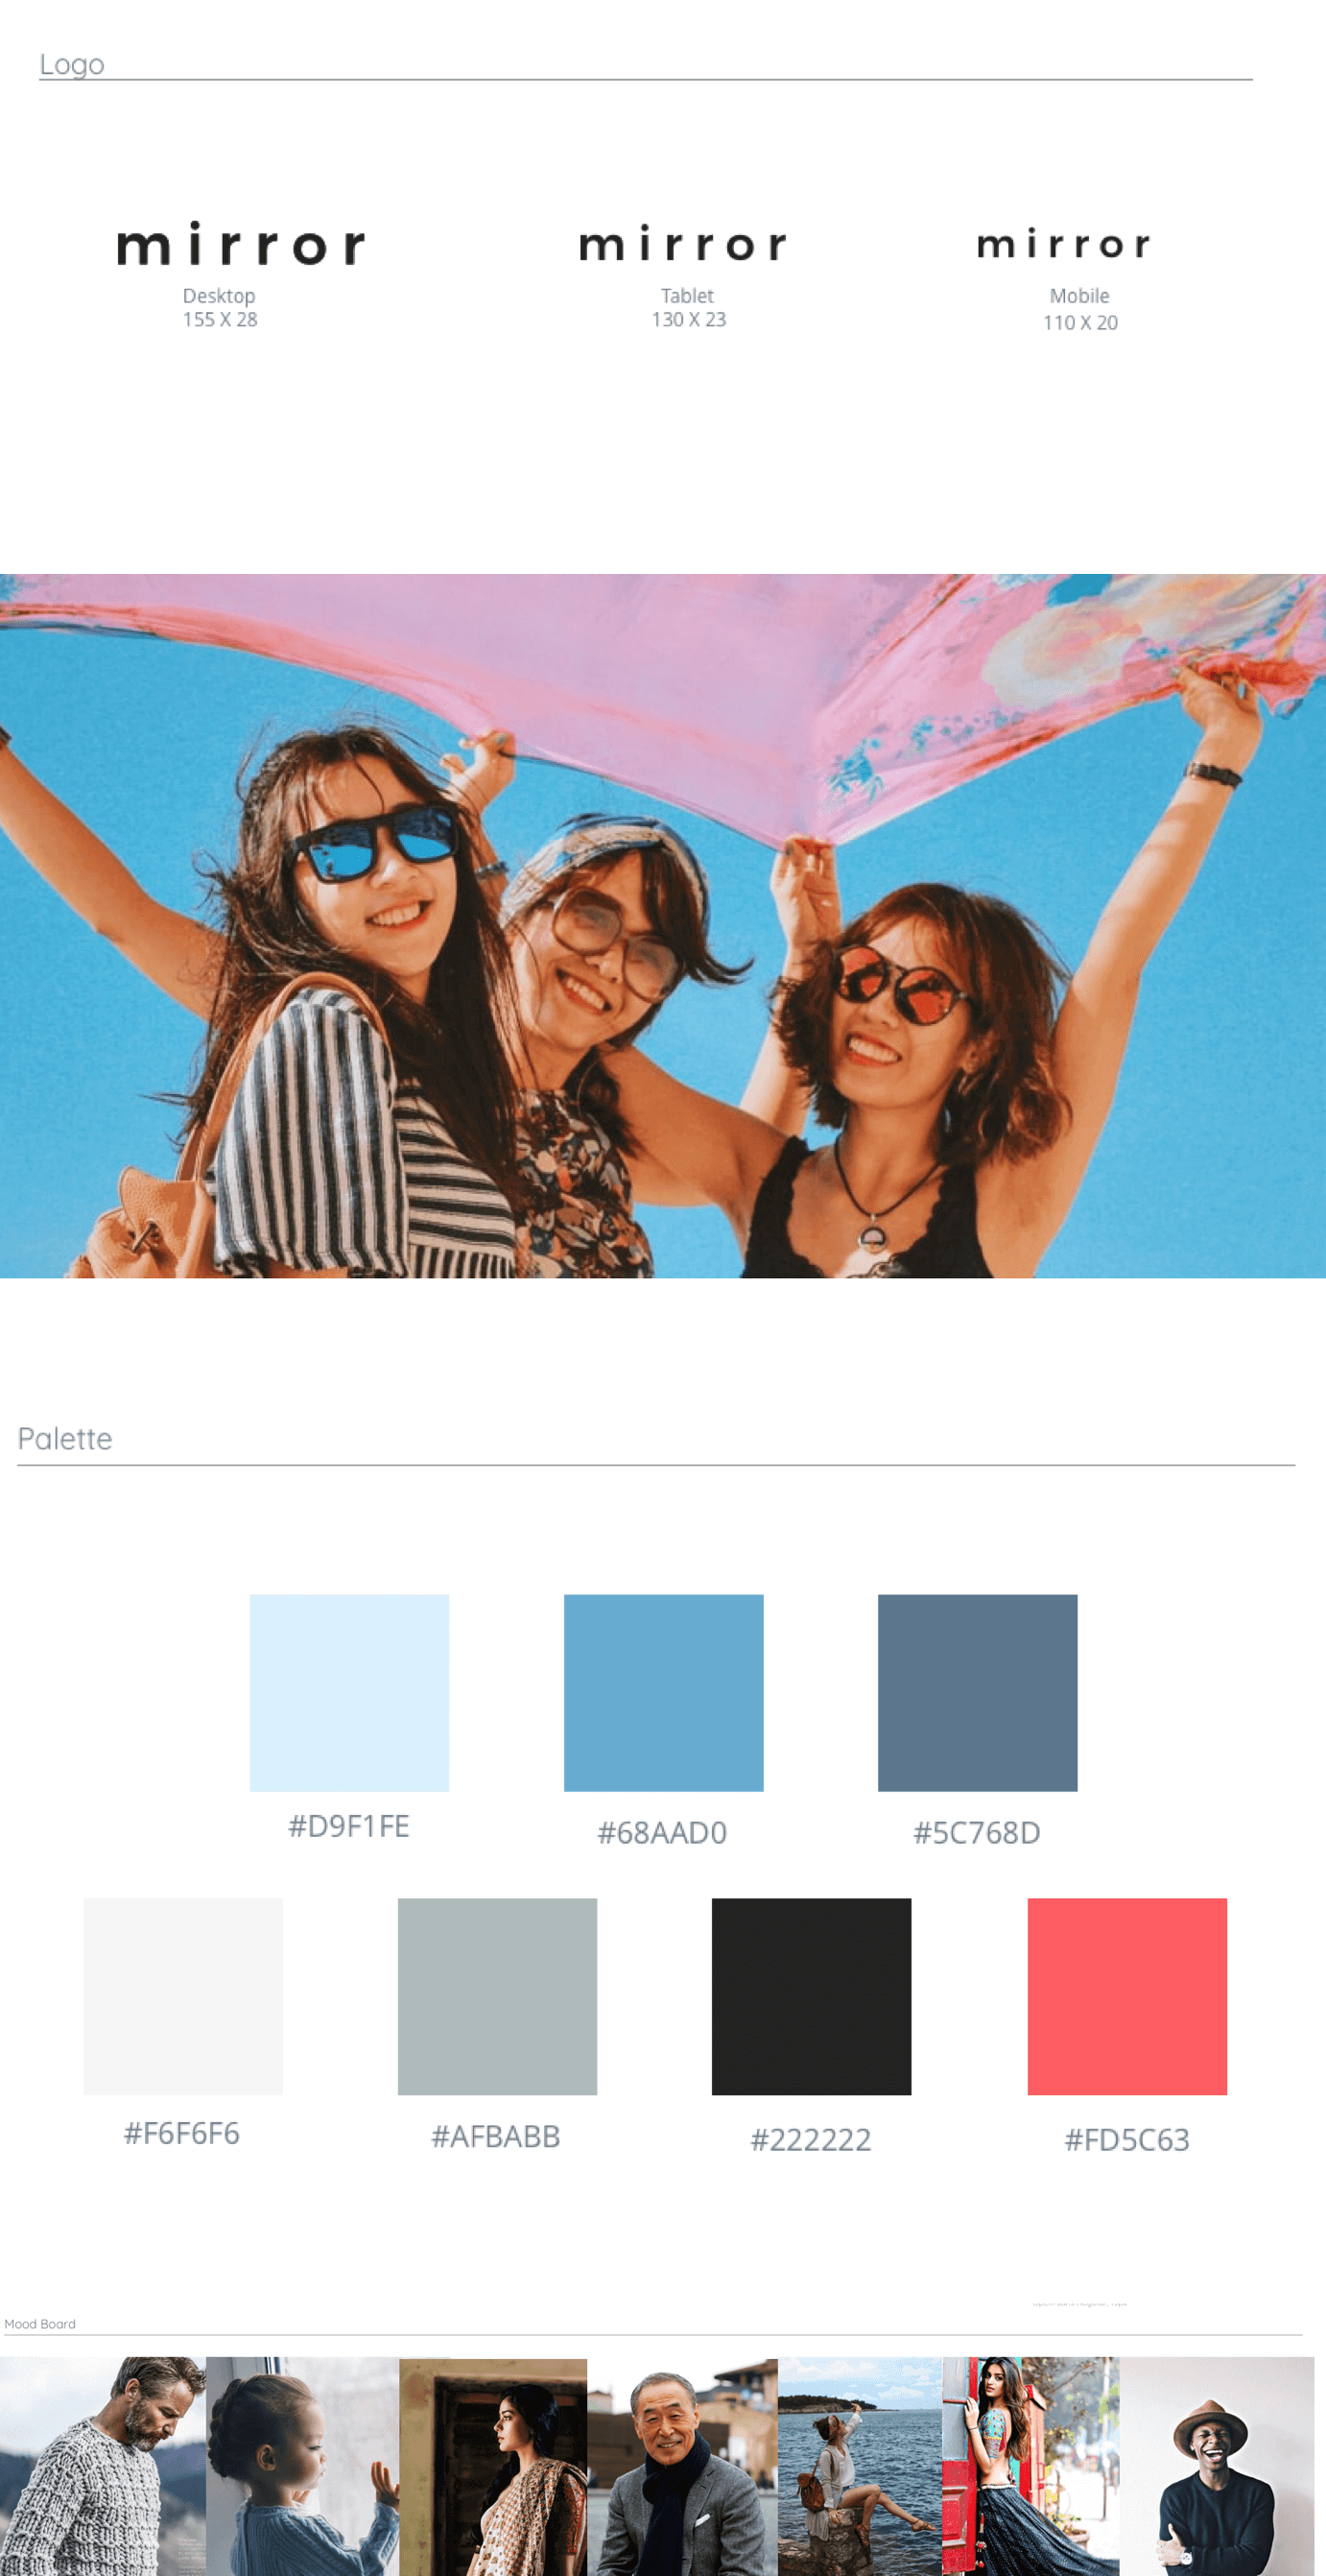 Logo
mirror
Desktop
155 X 28
mirror
Tablet
130 X 23
mirror
Mobile
110 X 20
Palette
#D9F1FE
#68AAD0
#5C768D
#F6F6F6
#AFBABB
#222222
#FD5C63
Mood Board